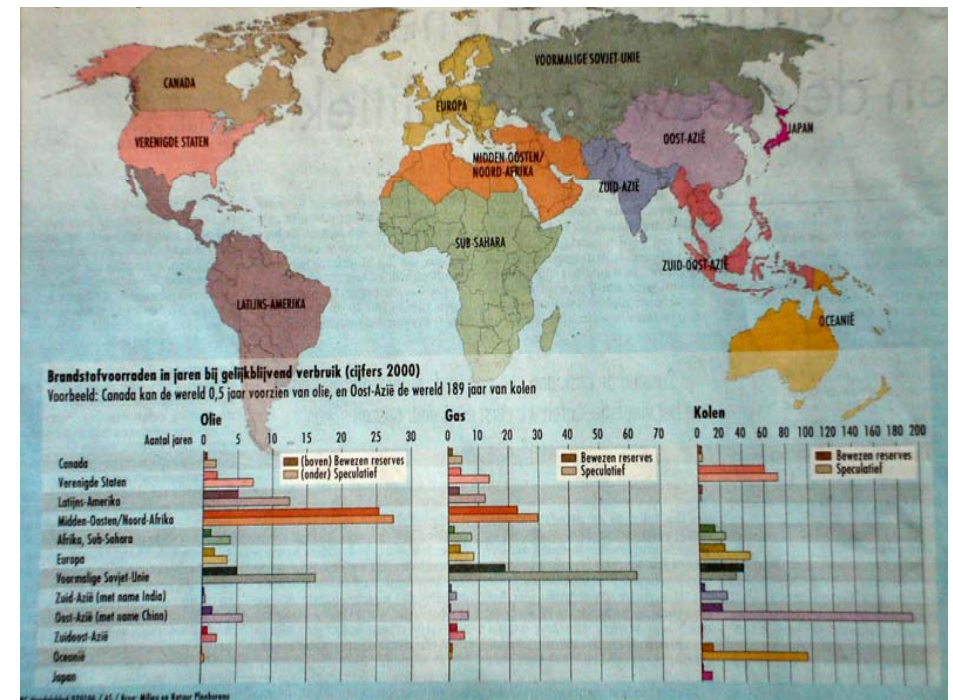 CANADA
VOORMALIGE SOVJET-UNIE
EUROPA
VERENIGDE STATEN
OOST-AZIË
JAPAN
MIDDEN-OOSTEN/
NOORD-AFRIKA
ZUID-AZIË
SUB-SAHARA
ZUID-OOST-AZIË
LATIJNS-AMERIKA
OCEANIË
Brandstofvoorraden in jaren bij gelijkblijvend verbruik (cijfers 2000)
Voorbeeld: Canada kan de wereld 0,5 jaar voorzien van olie, en Oost-Azië de wereld 189 jaar van kolen
Olie Gas Kolen
Aantal jaren 0 5 10 15 20 25 30 0 10 20 30 40 50 60 70 0 20 40 60 80 100 120 140 160 180 200
Canada (boven) Bewezen reserves Bewezen reserves Bewezen reserves
(onder) Speculatief Speculatief Speculatief
Verenigde Staten
Latijns-Amerika
Midden-Oosten/Noord-Afrika
Afrika, Sub-Sahara
Europa
Voormalige Sovjet-Unie
Zuid-Azië (met name India)
Oost-Azië (met name China)
Zuidoost-Azië
Oceanië
Japan
/ AS / Bron: Milieu en Natuur Planbureau